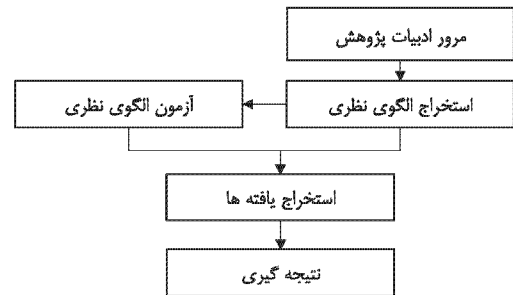 مرور ادبیات پژوهش
استخراج الگوی نظری
آزمون الگوی نظری
استخراج یافته ها
نتیجه گیری